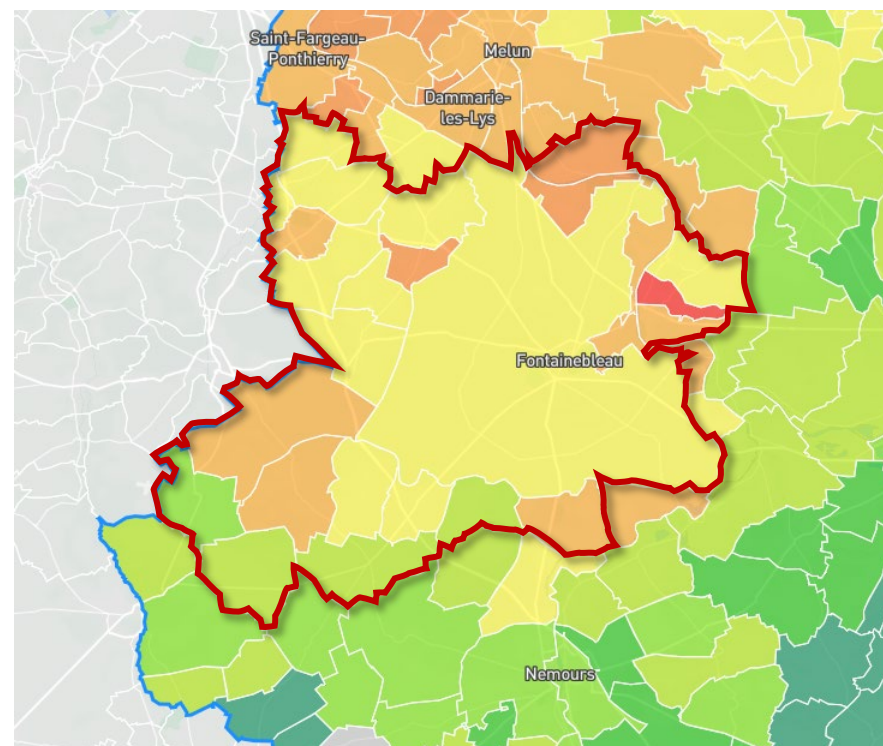 Saint-Fargeau-
Ponthierry
Melun
Dammarie-
les-Lys
Fontainebleau
Nemours